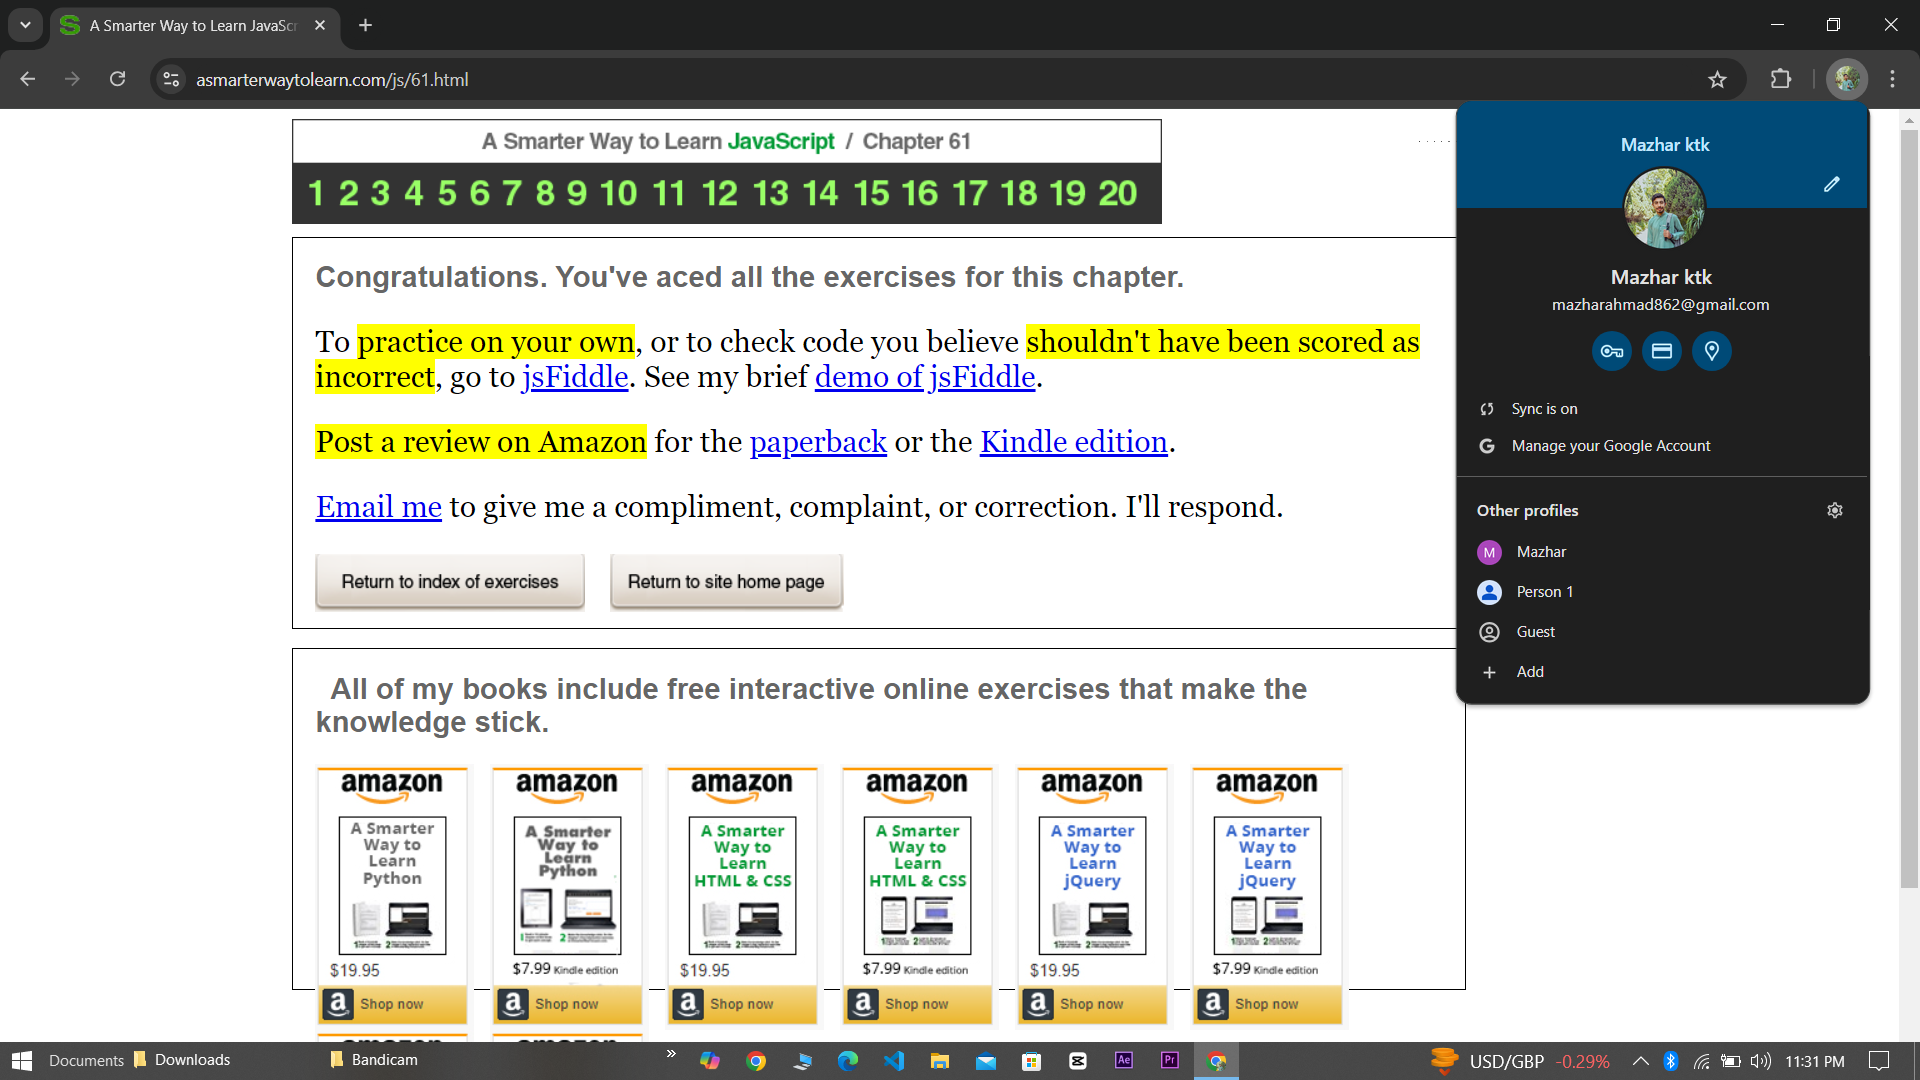 A Smarter Way to Learn JavaScr
asmarterwaytolearn.com/js/61.html
A Smarter Way to Learn JavaScript / Chapter 61
1 2 3 4 5 6 7 8 9 10 11 12 13 14 15 16 17 18 19 20
Congratulations. You've aced all the exercises for this chapter.
To practice on your own, or to check code you believe shouldn't have been scored as
incorrect, go to jsFiddle. See my brief demo of jsFiddle.
Post a review on Amazon for the paperback or the Kindle edition.
Email me to give me a compliment, complaint, or correction. I'll respond.
Return to index of exercises
Return to site home page
All of my books include free interactive online exercises that make the
knowledge stick.
amazon
A Smarter
Way to
Learn
Python
$19.95
Shop now
amazon
A Smarter
Way to
Learn
Python
$7.99 Kindle edition
Shop now
amazon
A Smarter
Way to
Learn
HTML & CSS
$19.95
Shop now
amazon
A Smarter
Way to
Learn
HTML & CSS
$7.99 Kindle edition
Shop now
amazon
A Smarter
Way to
Learn
jQuery
$19.95
Shop now
amazon
A Smarter
Way to
Learn
jQuery
$7.99 Kindle edition
Shop now
Mazhar ktk
Mazhar ktk
mazharahmad862@gmail.com
Sync is on
Manage your Google Account
Other profiles
M Mazhar
Person 1
Guest
Add
Documents
Downloads
Bandicam
Ae
Pr
USD/GBP -0.29%
11:31 PM